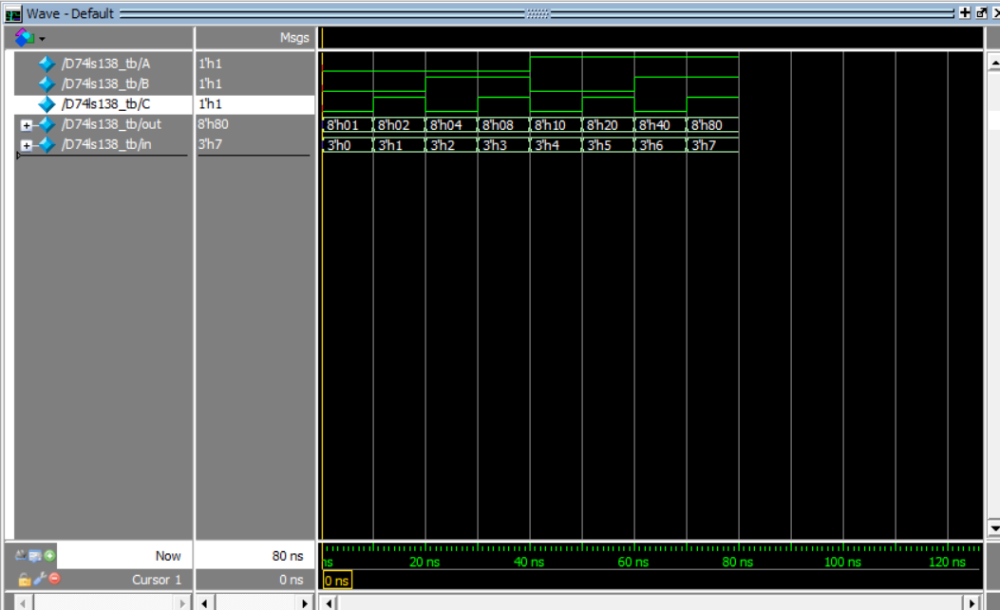 Wave - Default
Msgs
/D74ls138_tb/A 1'h1
/D74ls138_tb/B 1'h1
/D74ls138_tb/C 1'h1
/D74ls138_tb/out 8'h80 8'h01 8'h02 8'h04 8'h08 8'h10 8'h20 8'h40 8'h80
/D74ls138_tb/in 3'h7 3'h0 3'h1 3'h2 3'h3 3'h4 3'h5 3'h6 3'h7
Now 80 ns ns 20 ns 40 ns 60 ns 80 ns 100 ns 120 ns
Cursor 1 0 ns 0 ns